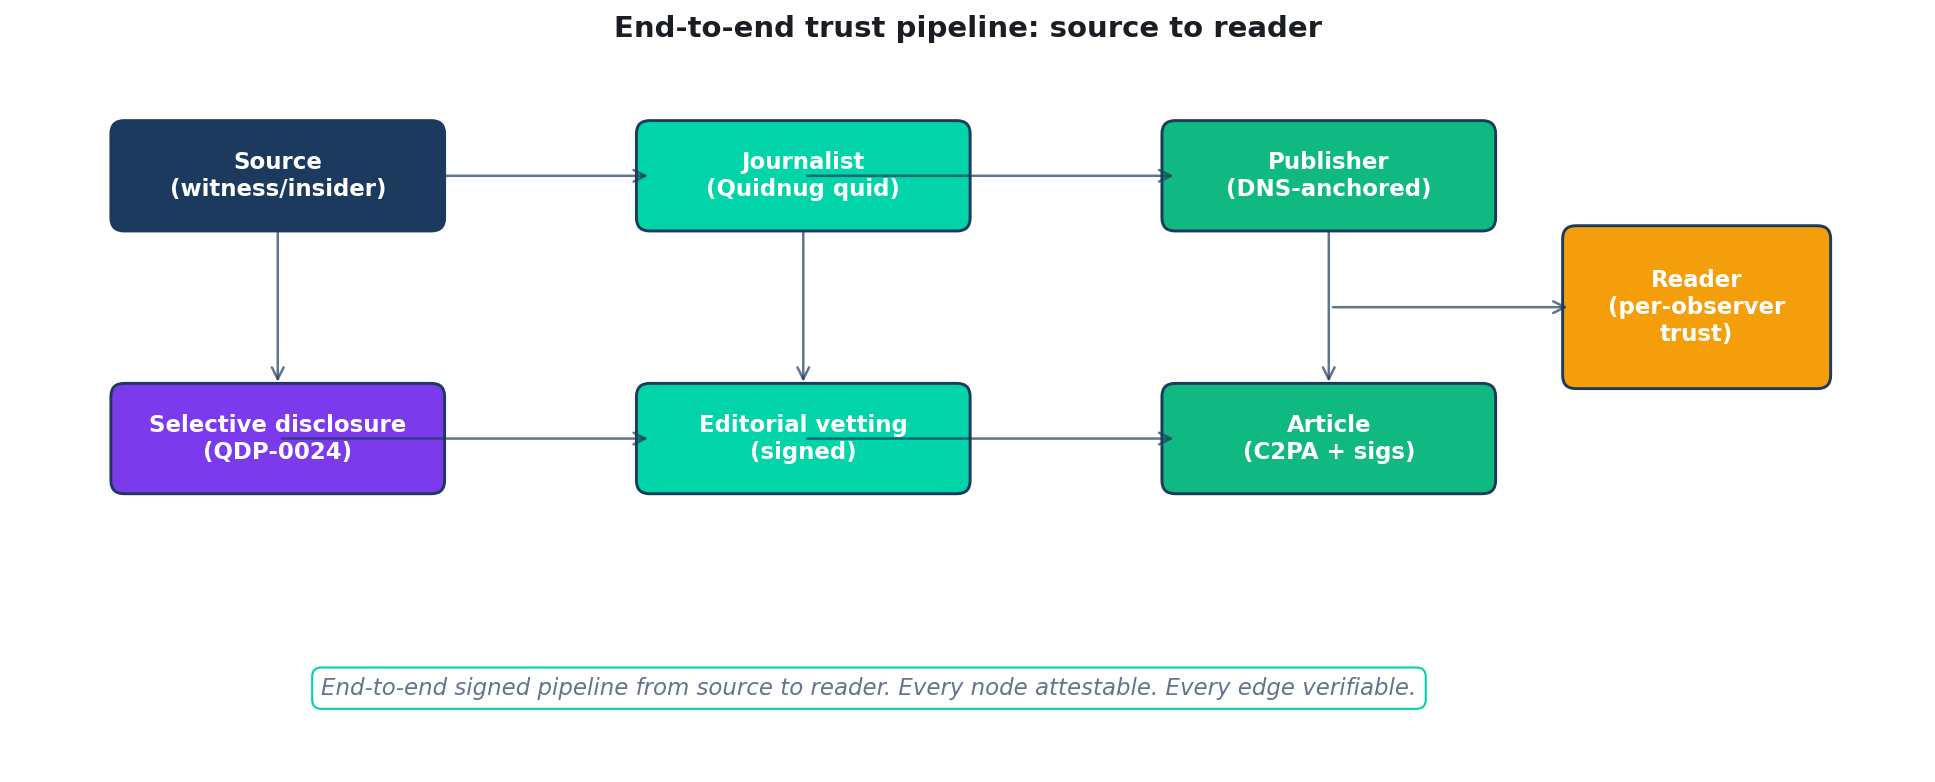 End-to-end trust pipeline: source to reader
Source
(witness/insider)
Journalist
(Quidnug quid)
Publisher
(DNS-anchored)
Reader
(per-observer
trust)
Selective disclosure
(QDP-0024)
Editorial vetting
(signed)
Article
(C2PA + sigs)
End-to-end signed pipeline from source to reader. Every node attestable. Every edge verifiable.